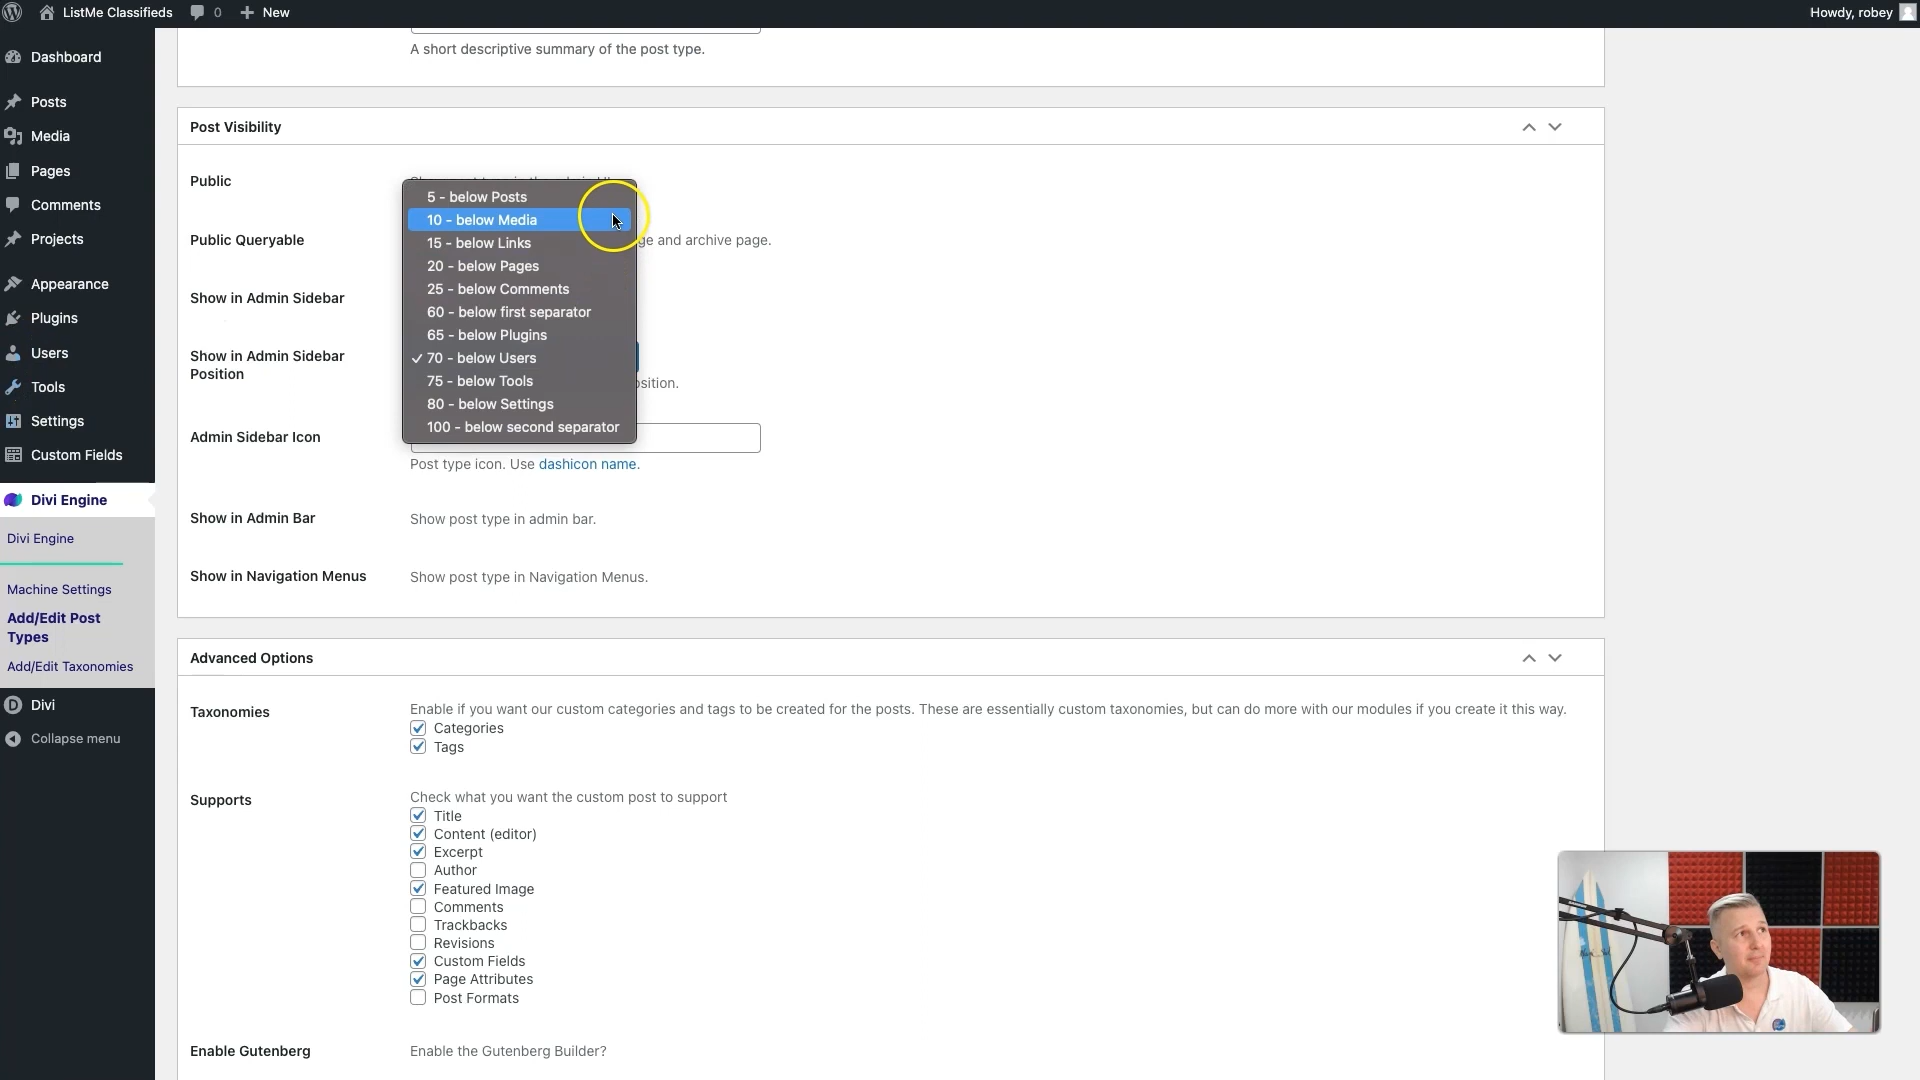 ListMe Classifieds
0
New
Howdy, robey
Dashboard
Posts
Media
Pages
Comments
Projects
Appearance
Plugins
Users
Tools
Settings
Custom Fields
Divi Engine
Divi Engine
Machine Settings
Add/Edit Post
Types
Add/Edit Taxonomies
Divi
Collapse menu
A short descriptive summary of the post type.
Post Visibility
Public
Public Queryable
ge and archive page.
Show in Admin Sidebar
Show in Admin Sidebar
Position
osition.
5 - below Posts
10 - below Media
15 - below Links
20 - below Pages
25 - below Comments
60 - below first separator
65 - below Plugins
70 - below Users
75 - below Tools
80 - below Settings
100 - below second separator
Admin Sidebar Icon
Post type icon. Use dashicon name.
Show in Admin Bar
Show post type in admin bar.
Show in Navigation Menus
Show post type in Navigation Menus.
Advanced Options
Taxonomies
Enable if you want our custom categories and tags to be created for the posts. These are essentially custom taxonomies, but can do more with our modules if you create it this way.
Categories
Tags
Supports
Check what you want the custom post to support
Title
Content (editor)
Excerpt
Author
Featured Image
Comments
Trackbacks
Revisions
Custom Fields
Page Attributes
Post Formats
Enable Gutenberg
Enable the Gutenberg Builder?